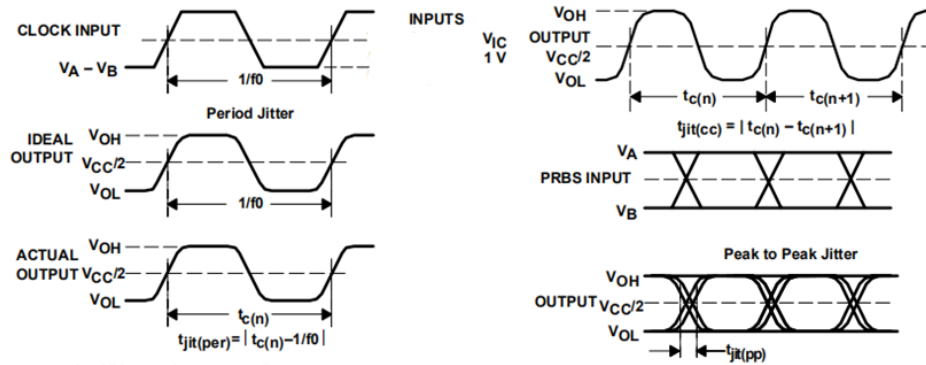 CLOCK INPUT
VA – VB
1/f0
Period Jitter
IDEAL
OUTPUT
VOH
VCC/2
VOL
1/f0
ACTUAL
OUTPUT
VOH
VCC/2
VOL
tc(n)
tjit(per)= | tc(n)–1/f0 |
INPUTS
VIC
1 V
VOH
OUTPUT
VCC/2
VOL
tc(n)
tc(n+1)
tjit(cc) = | tc(n) – tc(n+1) |
VA
PRBS INPUT
VB
Peak to Peak Jitter
VOH
OUTPUT VCC/2
VOL
tjit(pp)